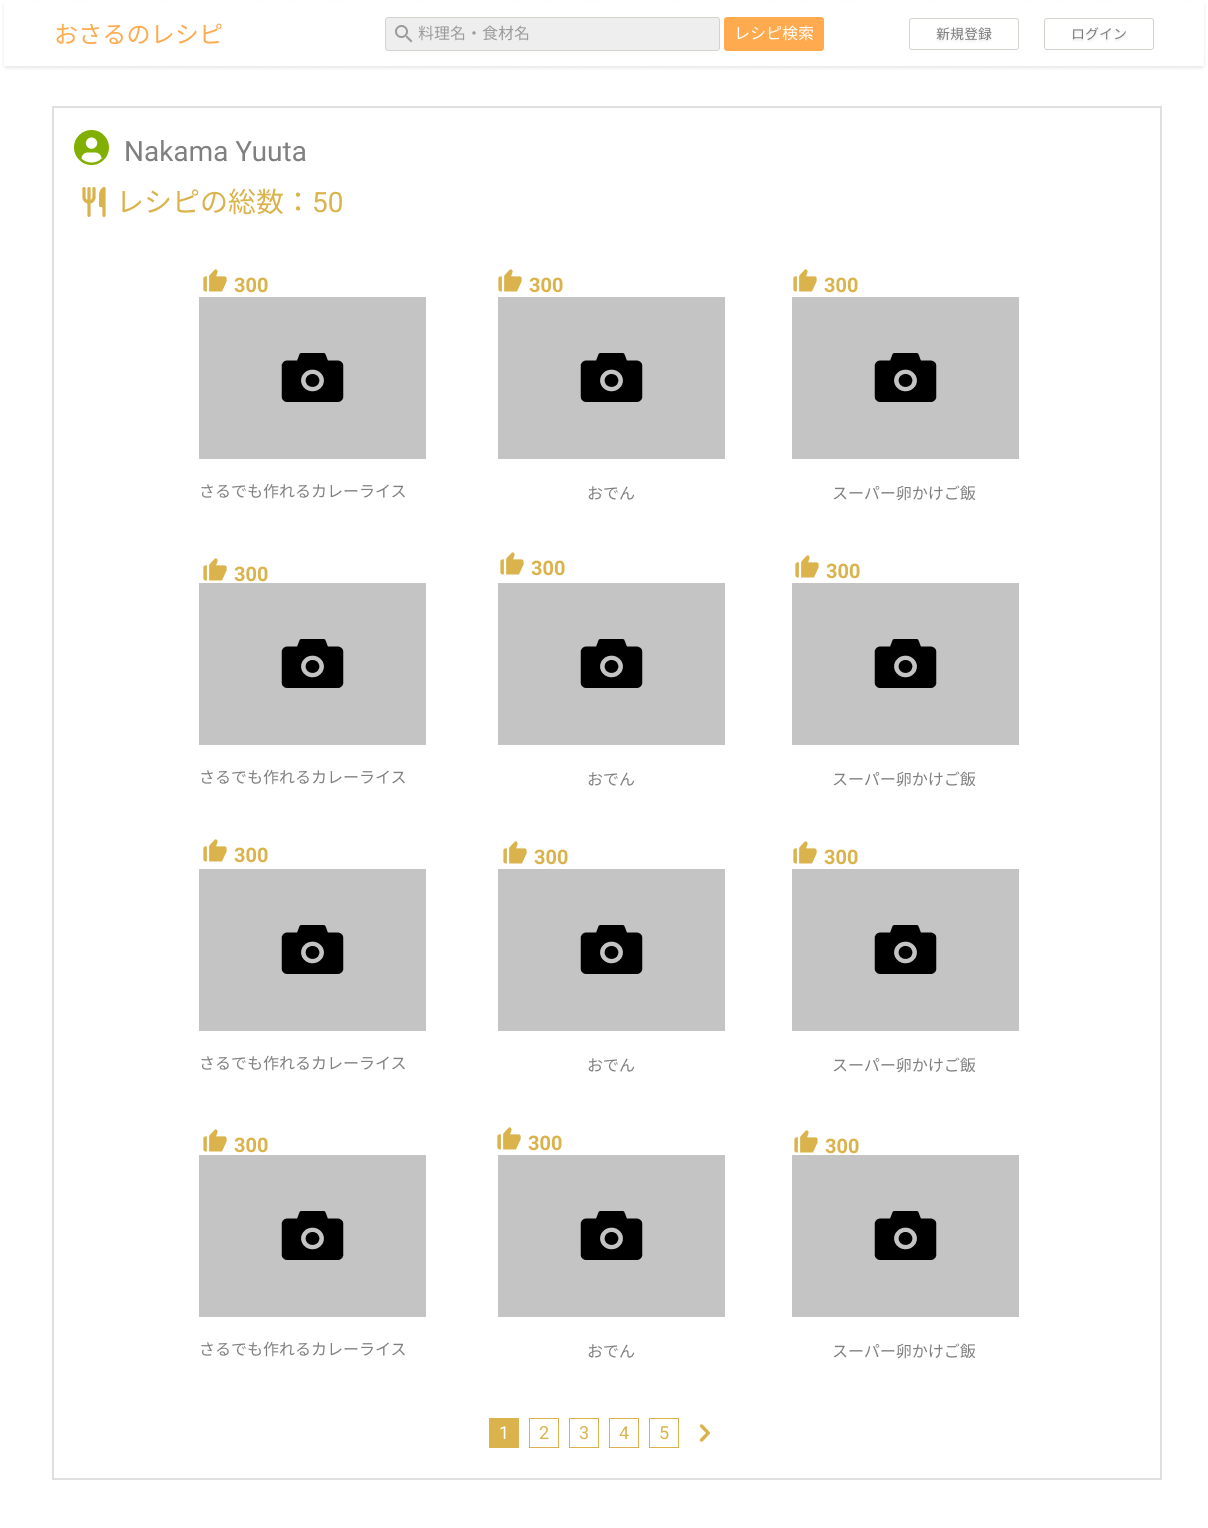 おさるのレシピ
料理名・食材名
レシピ検索
新規登録
ログイン
Nakama Yuuta
レシピの総数：50
300
300
300
さるでも作れるカレーライス
おでん
スーパー卵かけご飯
300
300
300
さるでも作れるカレーライス
おでん
スーパー卵かけご飯
300
300
300
さるでも作れるカレーライス
おでん
スーパー卵かけご飯
300
300
300
さるでも作れるカレーライス
おでん
スーパー卵かけご飯
1 2 3 4 5